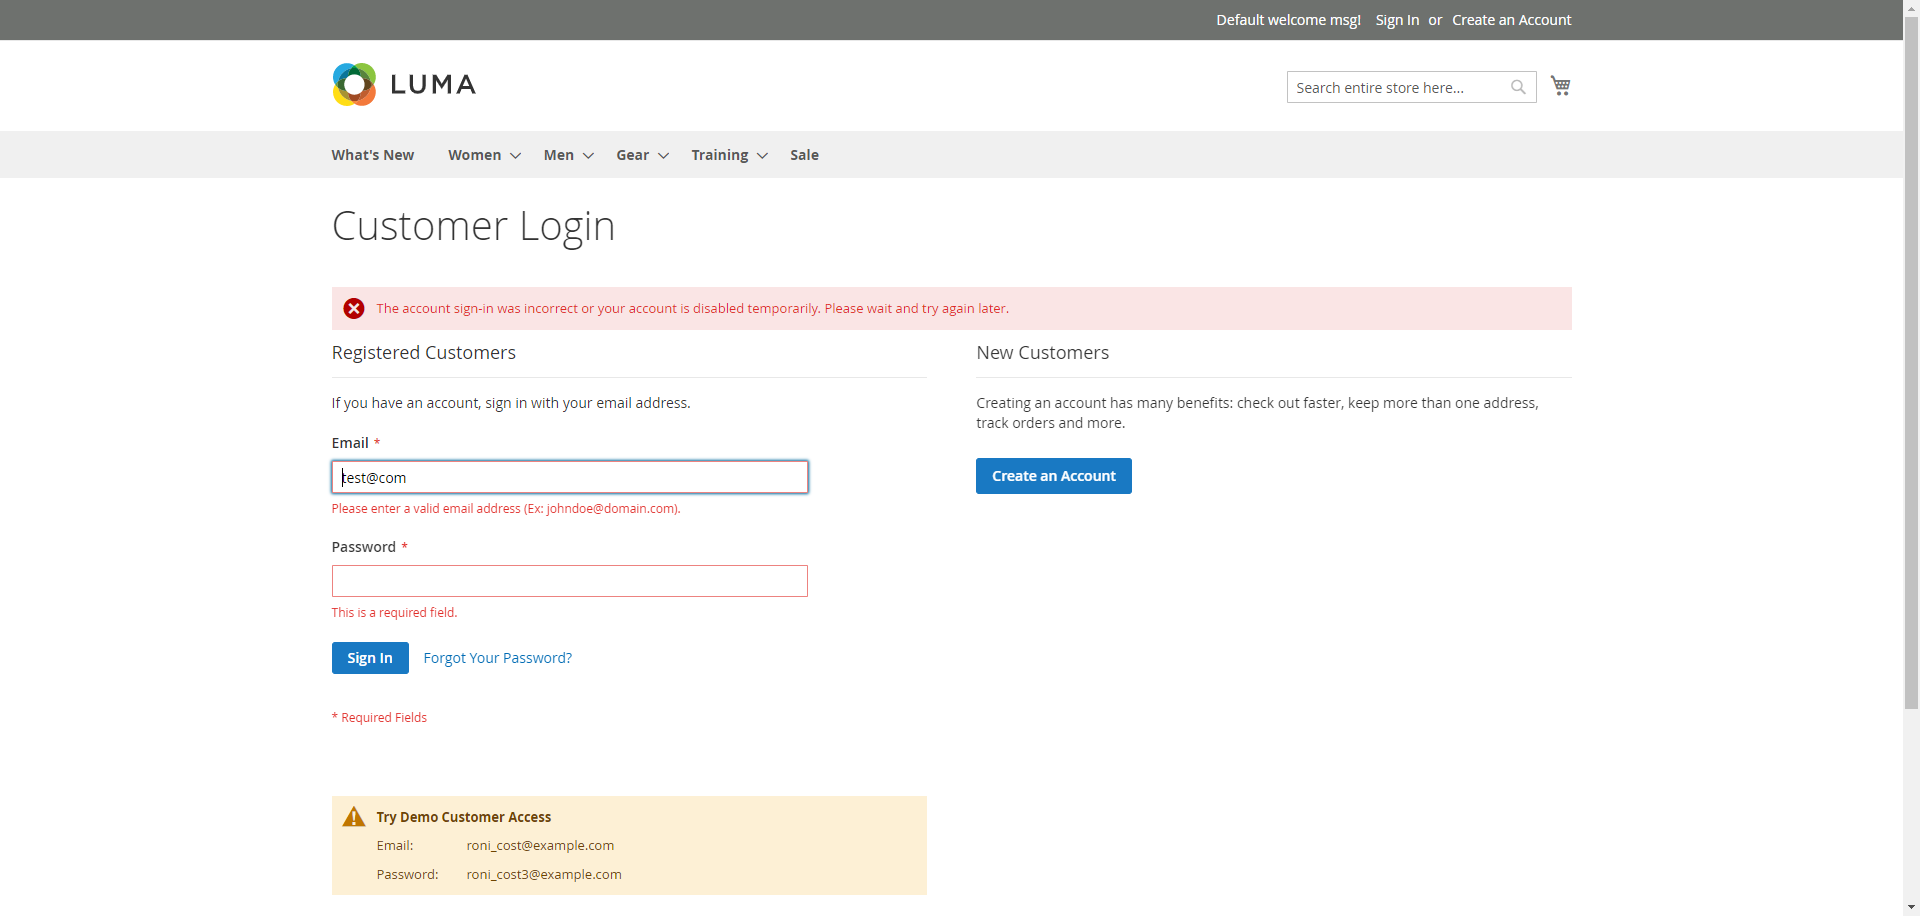 Default welcome msg! Sign In or Create an Account
LUMA
Search entire store here...
What's New Women Men Gear Training Sale
Customer Login
The account sign-in was incorrect or your account is disabled temporarily. Please wait and try again later.
Registered Customers
If you have an account, sign in with your email address.
Email *
test@com
Please enter a valid email address (Ex: johndoe@domain.com).
Password *
This is a required field.
Sign In Forgot Your Password?
* Required Fields
New Customers
Creating an account has many benefits: check out faster, keep more than one address,
track orders and more.
Create an Account
Try Demo Customer Access
Email: roni_cost@example.com
Password: roni_cost3@example.com